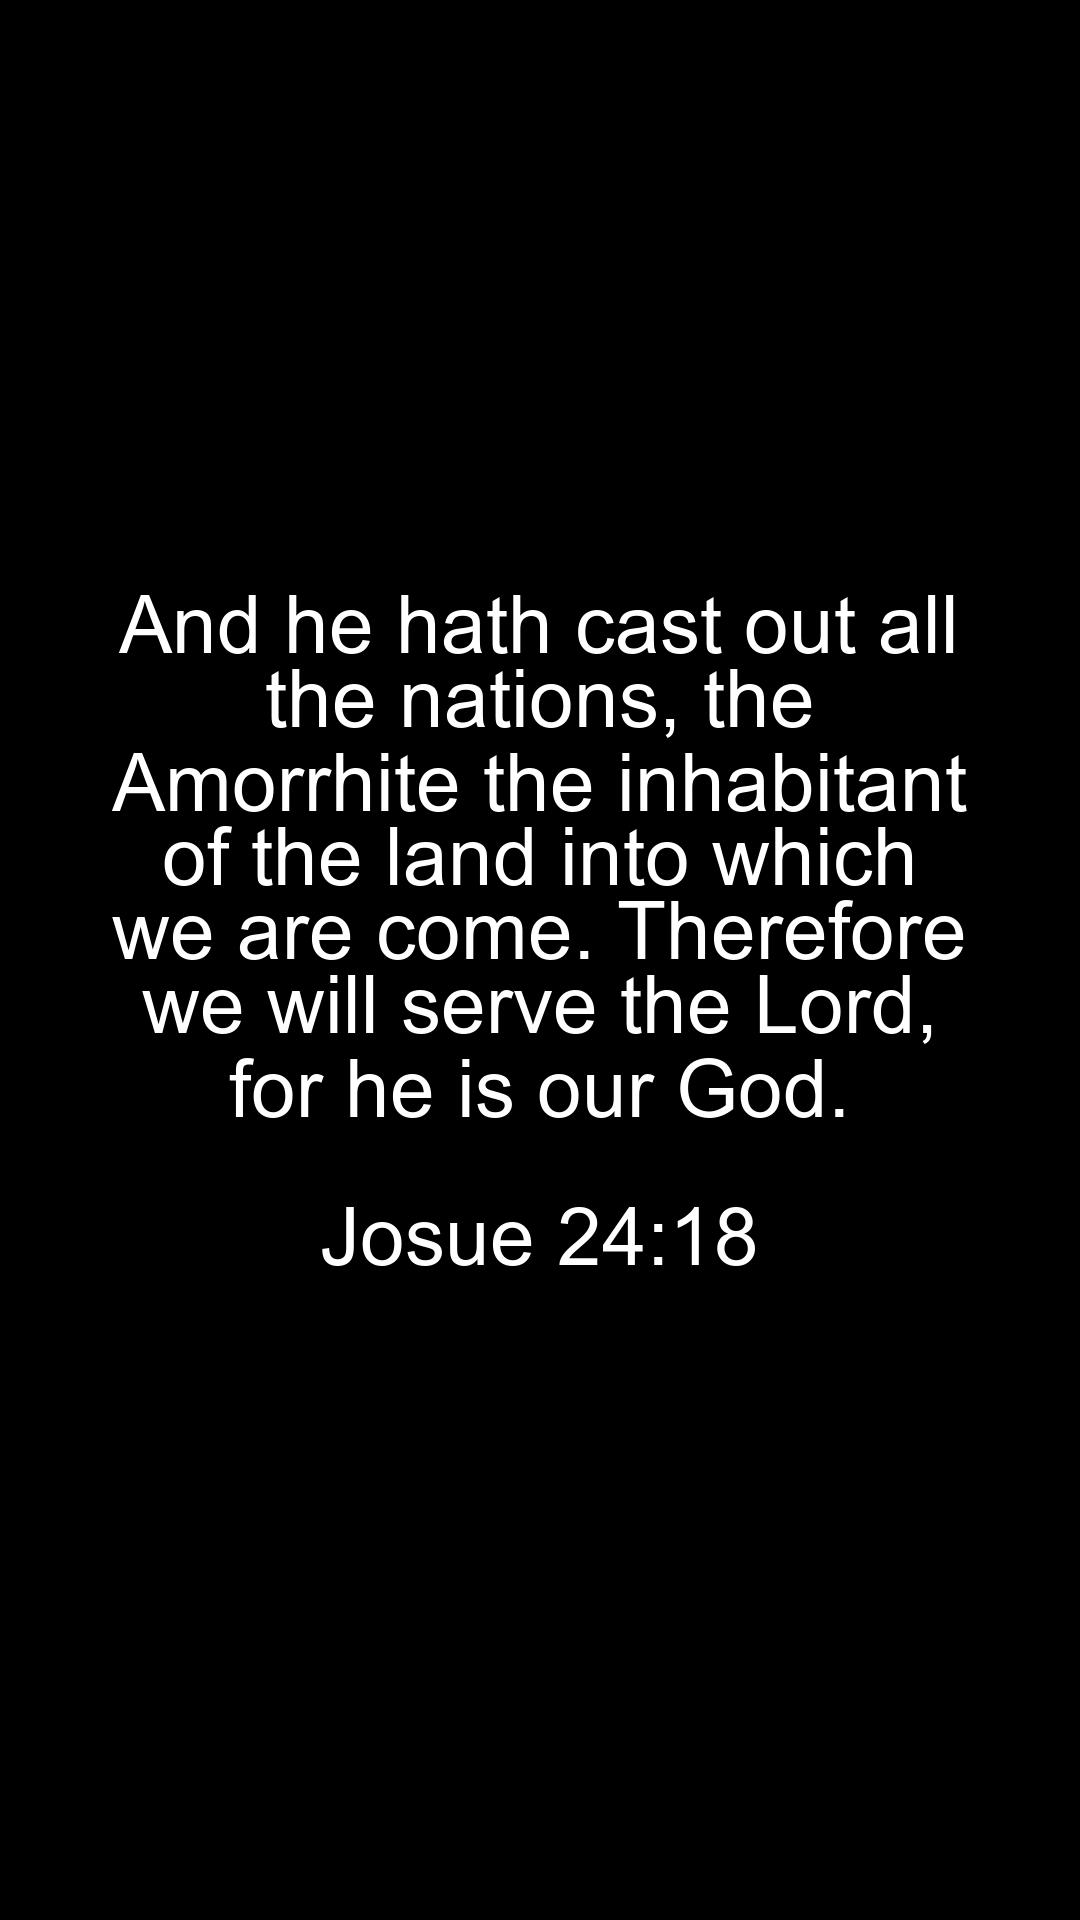 And he hath cast out all
the nations, the
Amorrhite the inhabitant
of the land into which
we are come. Therefore
we will serve the Lord,
for he is our God.
Josue 24:18